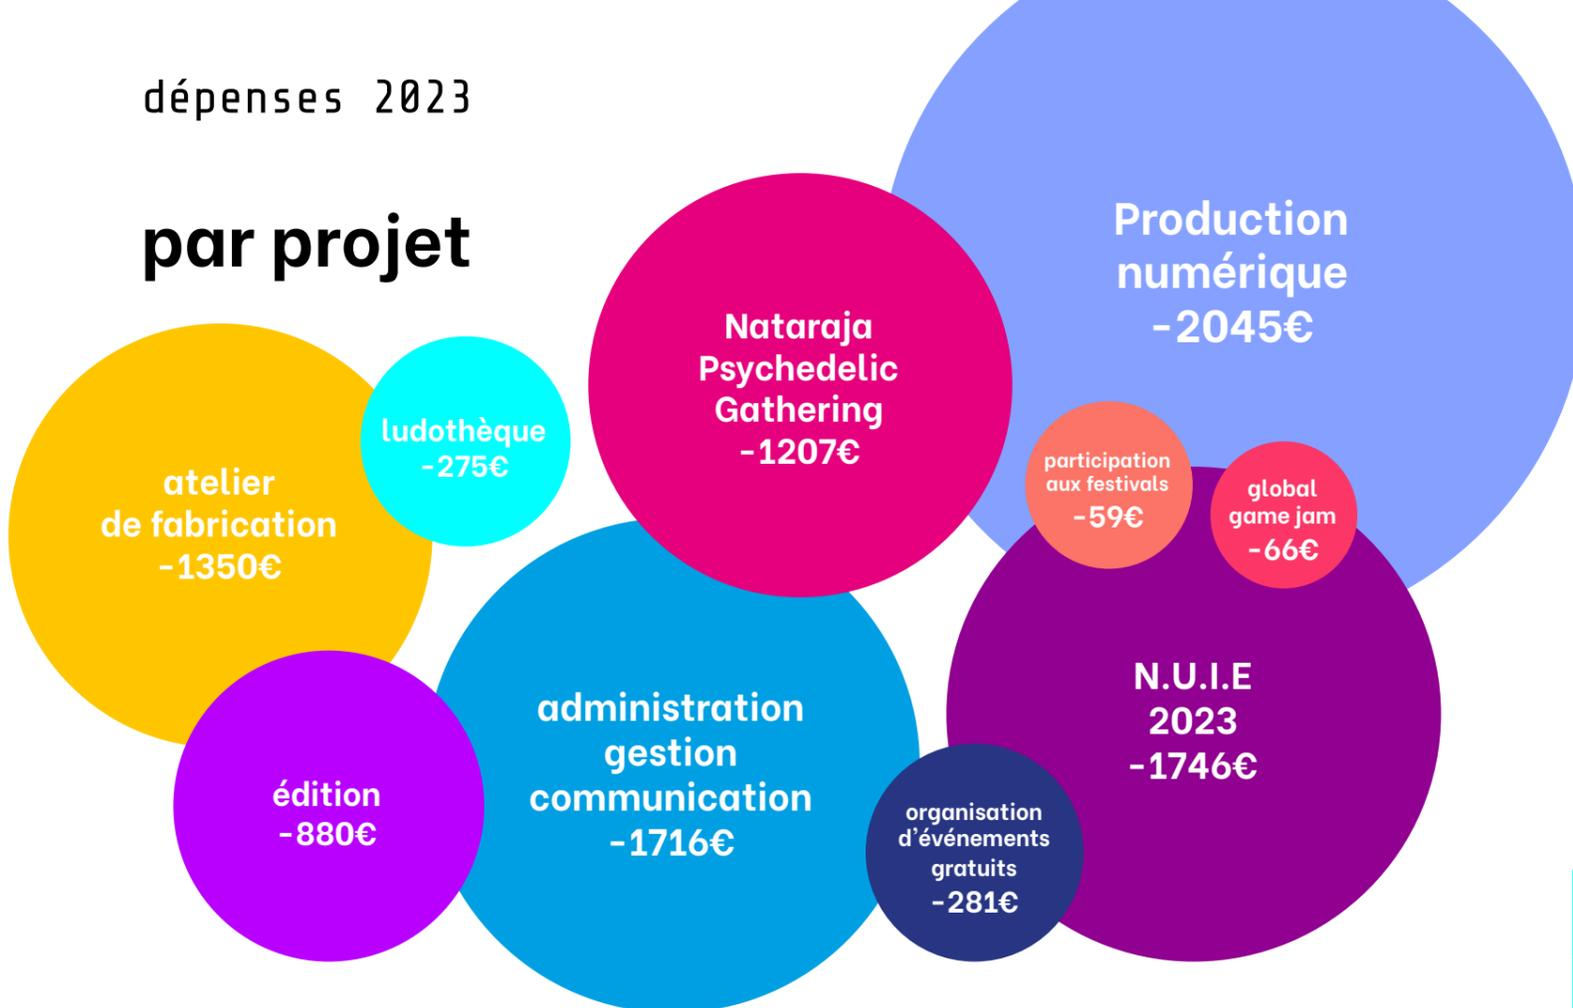 dépenses 2023
par projet
Production
numérique
-2045€
Nataraja
Psychedelic
Gathering
-1207€
ludothèque
-275€
atelier
de fabrication
-1350€
participation
aux festivals
-59€
global
game jam
-66€
N.U.I.E
2023
-1746€
administration
gestion
communication
-1716€
édition
-880€
organisation
d’événements
gratuits
-281€